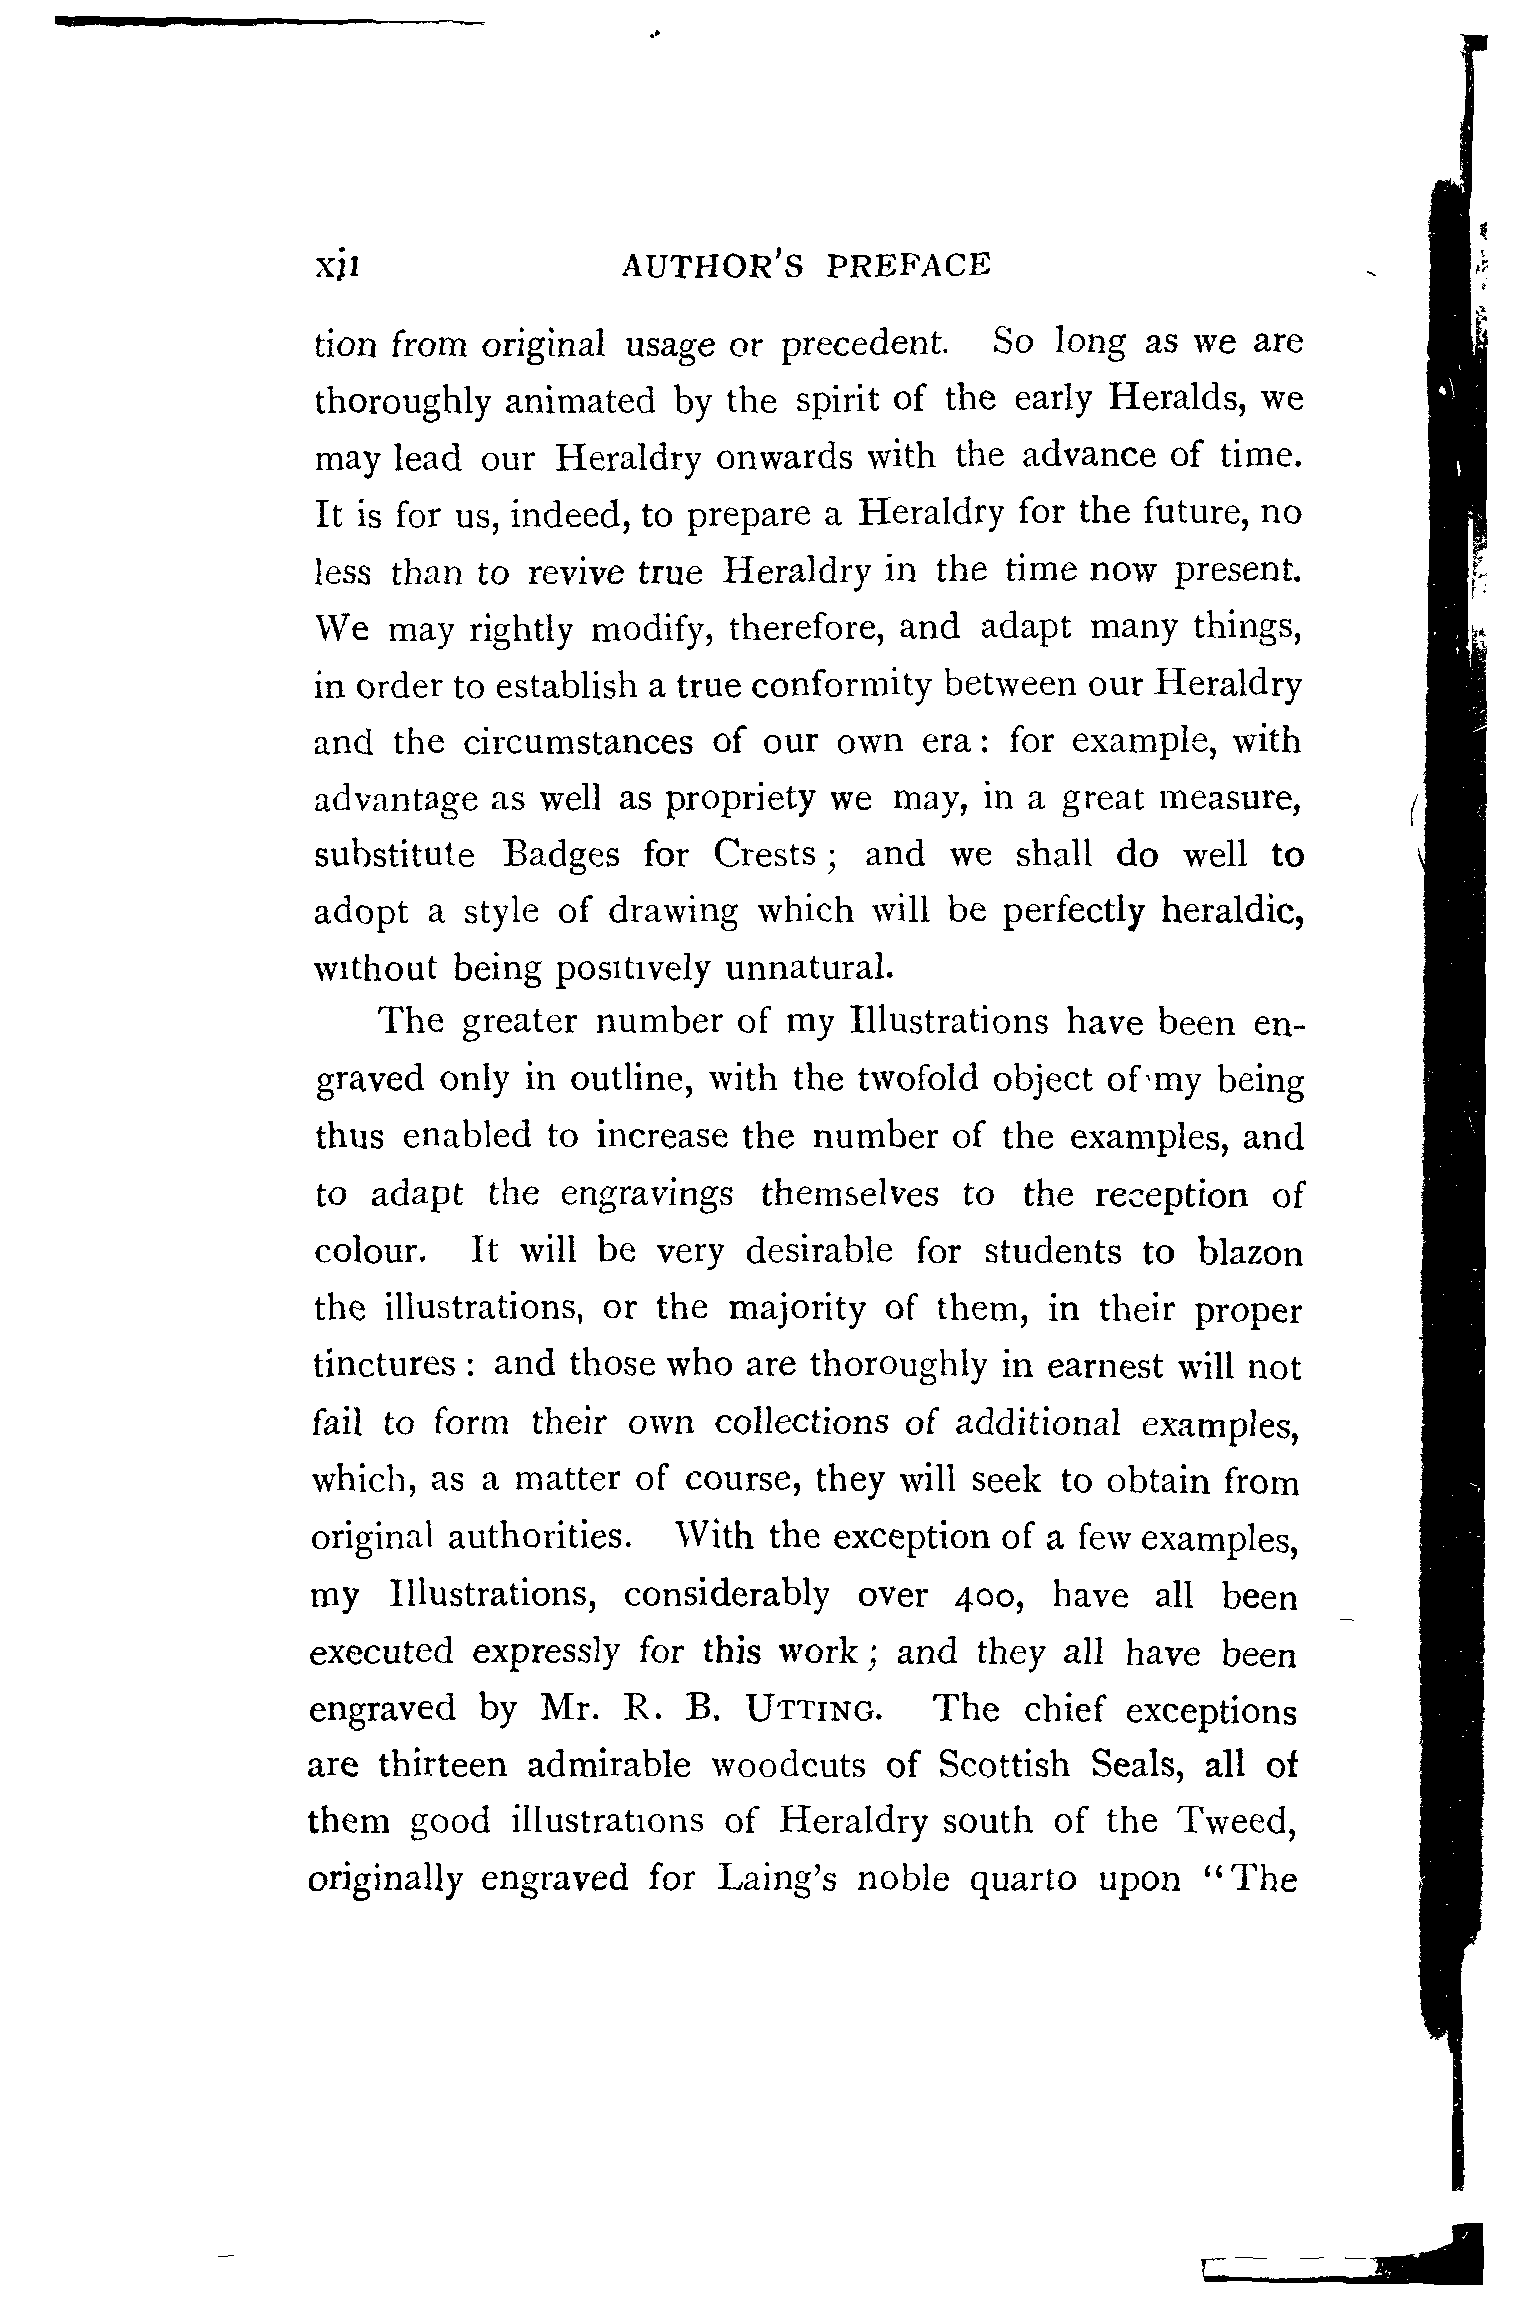 xii AUTHOR'S PREFACE
tion from original usage or precedent. So long as we are
thoroughly animated by the spirit of the early Heralds, we
may lead our Heraldry onwards with the advance of time.
It is for us, indeed, to prepare a Heraldry for the future, no
less than to revive true Heraldry in the time now present.
We may rightly modify, therefore, and adapt many things,
in order to establish a true conformity between our Heraldry
and the circumstances of our own era : for example, with
advantage as well as propriety we may, in a great measure,
substitute Badges for Crests ; and we shall do well to
adopt a style of drawing which will be perfectly heraldic,
without being positively unnatural.
The greater number of my Illustrations have been en-
graved only in outline, with the twofold object of my being
thus enabled to increase the number of the examples, and
to adapt the engravings themselves to the reception of
colour. It will be very desirable for students to blazon
the illustrations, or the majority of them, in their proper
tinctures : and those who are thoroughly in earnest will not
fail to form their own collections of additional examples,
which, as a matter of course, they will seek to obtain from
original authorities. With the exception of a few examples,
my Illustrations, considerably over 400, have all been
executed expressly for this work ; and they all have been
engraved by Mr. R. B. UTTING. The chief exceptions
are thirteen admirable woodcuts of Scottish Seals, all of
them good illustrations of Heraldry south of the Tweed,
originally engraved for Laing's noble quarto upon "The